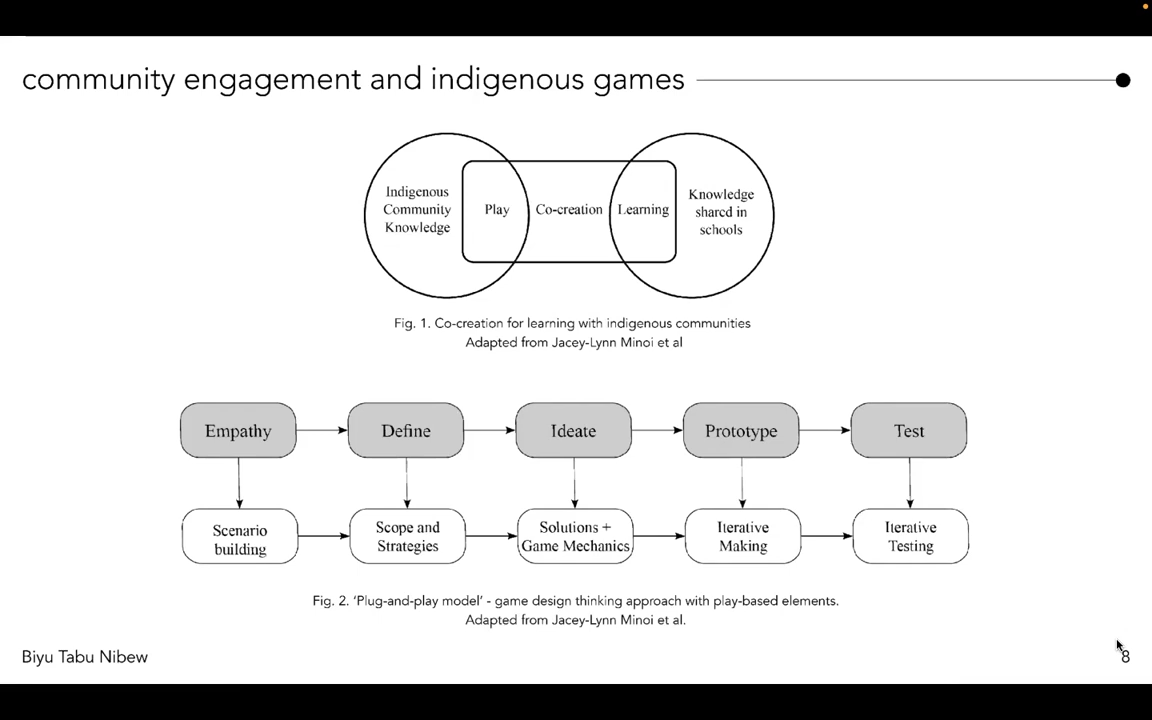 community engagement and indigenous games
Indigenous
Community
Knowledge
Play
Co-creation
Learning
Knowledge
shared in
schools
Fig. 1. Co-creation for learning with indigenous communities
Adapted from Jacey-Lynn Minoi et al
Empathy
Define
Ideate
Prototype
Test
Scenario
building
Scope and
Strategies
Solutions +
Game Mechanics
Iterative
Making
Iterative
Testing
Fig. 2. ‘Plug-and-play model’ - game design thinking approach with play-based elements.
Adapted from Jacey-Lynn Minoi et al.
Biyu Tabu Nibew
8